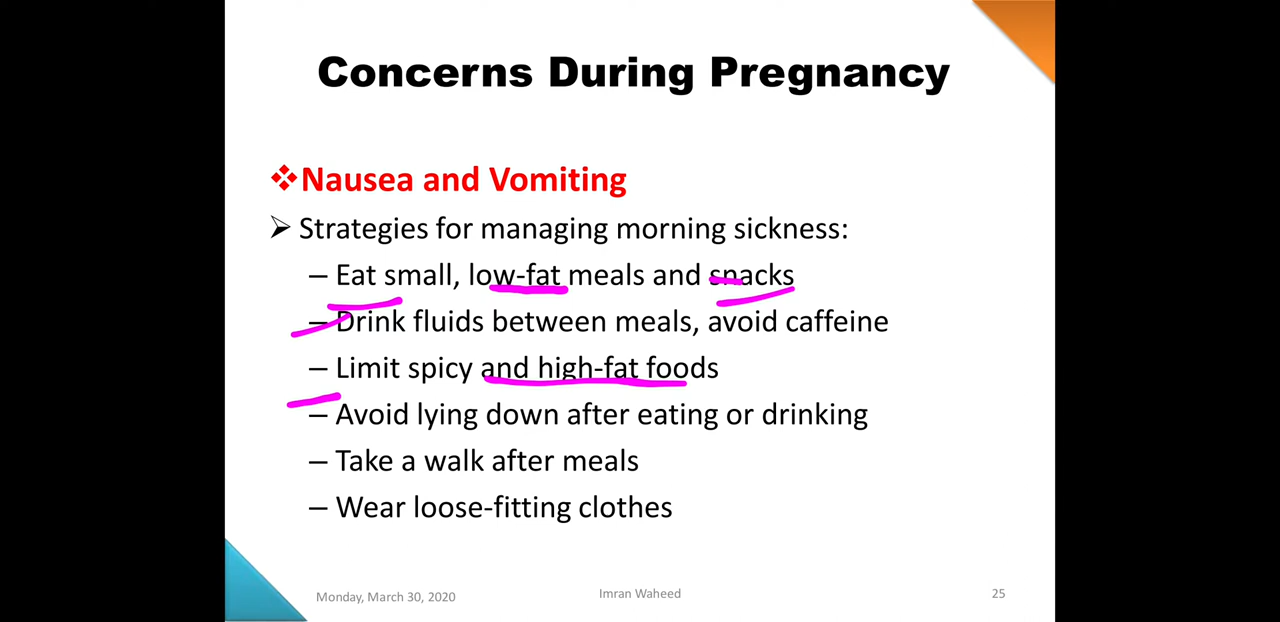 Concerns During Pregnancy
❖Nausea and Vomiting
➢ Strategies for managing morning sickness:
– Eat small, low-fat meals and snacks
– Drink fluids between meals, avoid caffeine
– Limit spicy and high-fat foods
– Avoid lying down after eating or drinking
– Take a walk after meals
– Wear loose-fitting clothes
Monday, March 30, 2020 Imran Waheed 25